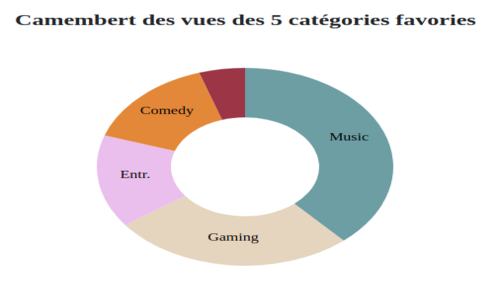 Camembert des vues des 5 catégories favories
Comedy
Music
Entr.
Gaming